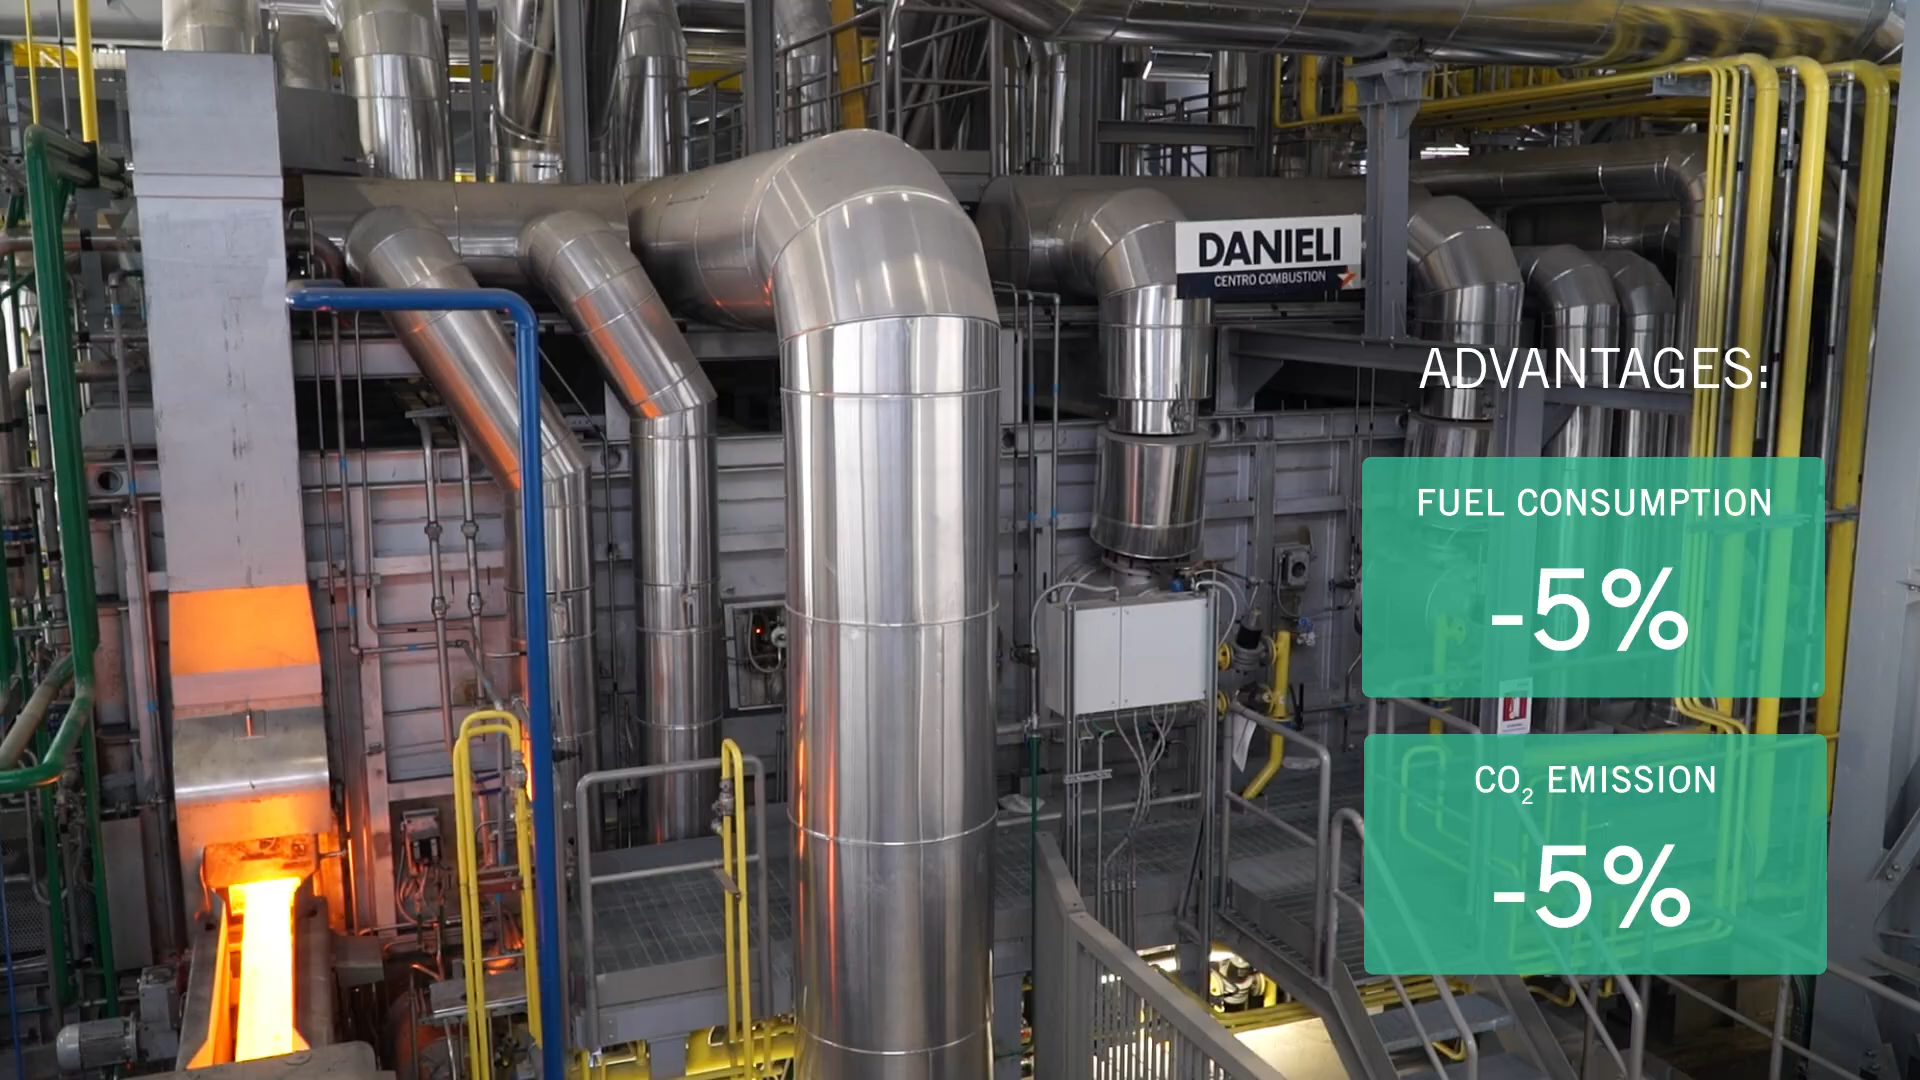 DANIELI
CENTRO COMBUSTION
ADVANTAGES:
FUEL CONSUMPTION
-5%
CO₂ EMISSION
-5%